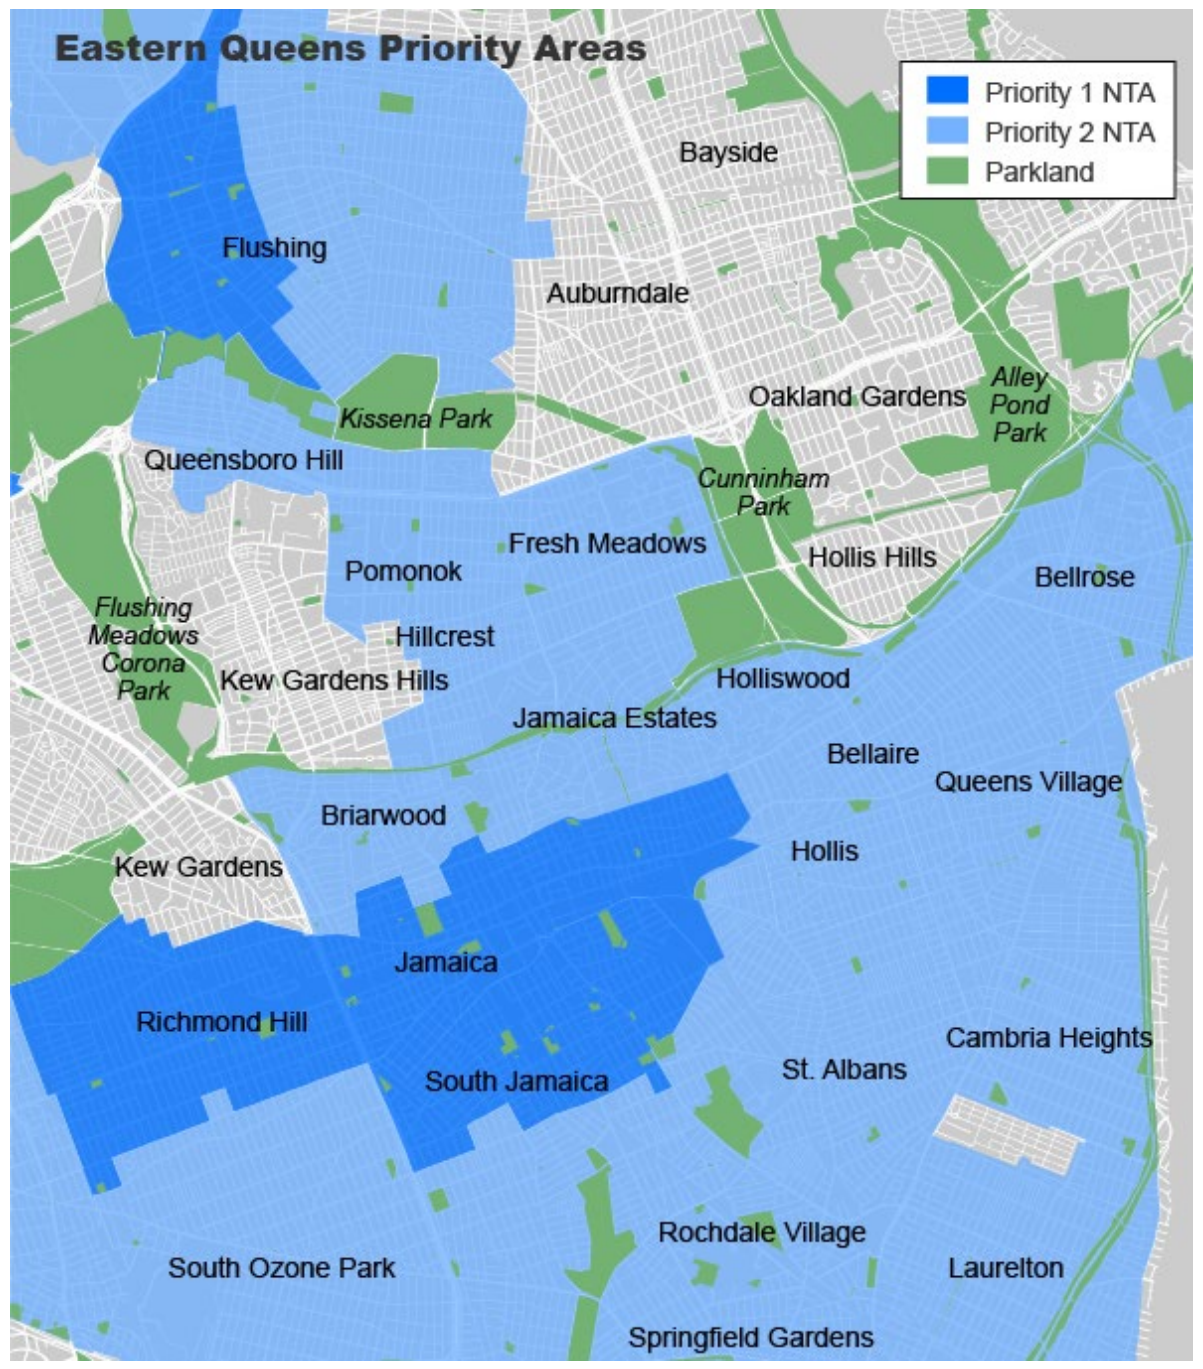 Eastern Queens Priority Areas
Priority 1 NTA
Priority 2 NTA
Parkland
Bayside
Flushing
Auburndale
Oakland Gardens
Alley
Pond
Park
Kissena Park
Queensboro Hill
Cunninham
Park
Fresh Meadows
Hollis Hills
Pomonok
Bellrose
Flushing
Meadows
Corona
Park
Hillcrest
Kew Gardens Hills
Holliswood
Jamaica Estates
Bellaire
Queens Village
Briarwood
Hollis
Kew Gardens
Jamaica
Richmond Hill
Cambria Heights
St. Albans
South Jamaica
Rochdale Village
South Ozone Park
Laurelton
Springfield Gardens